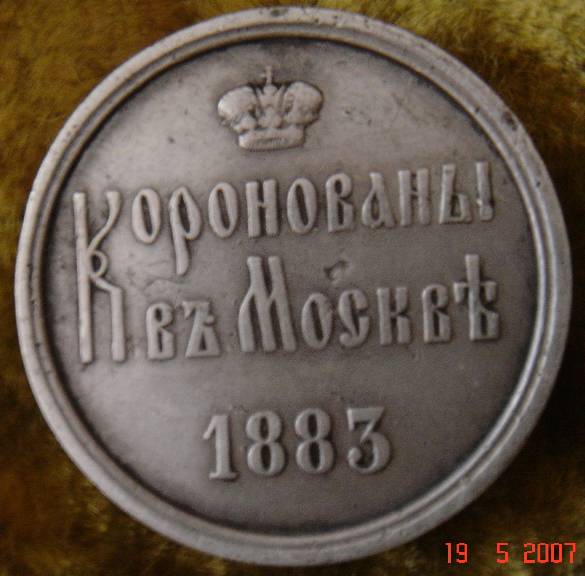 Коронованы
въ Москвѣ
1883
19 5 2007